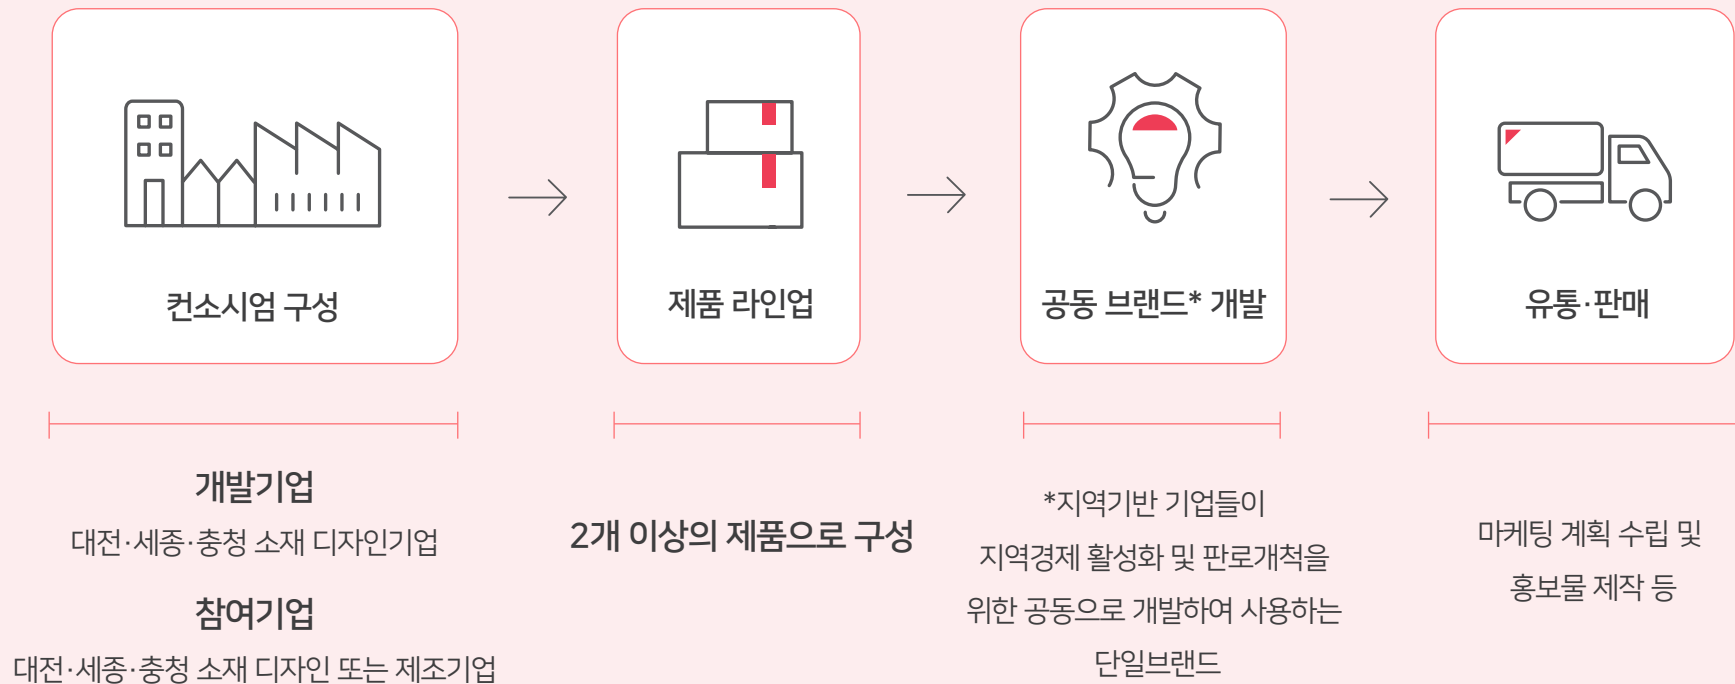 컨소시엄 구성
제품 라인업
공동 브랜드* 개발
유통·판매
개발기업
대전·세종·충청 소재 디자인기업
참여기업
대전·세종·충청 소재 디자인 또는 제조기업
2개 이상의 제품으로 구성
*지역기반 기업들이
지역경제 활성화 및 판로개척을
위한 공동으로 개발하여 사용하는
단일브랜드
마케팅 계획 수립 및
홍보물 제작 등